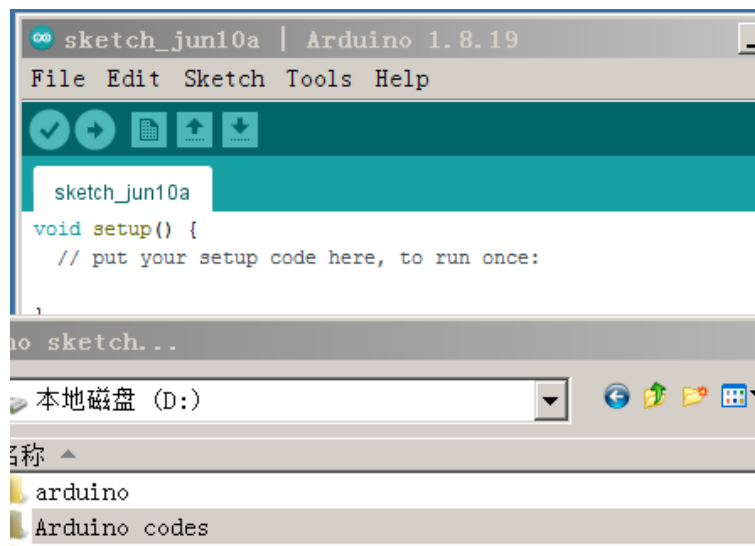 sketch_jun10a | Arduino 1.8.19
File Edit Sketch Tools Help
sketch_jun10a
void setup() {
// put your setup code here, to run once:
no sketch...
本地磁盘 (D:)
名称
arduino
Arduino codes